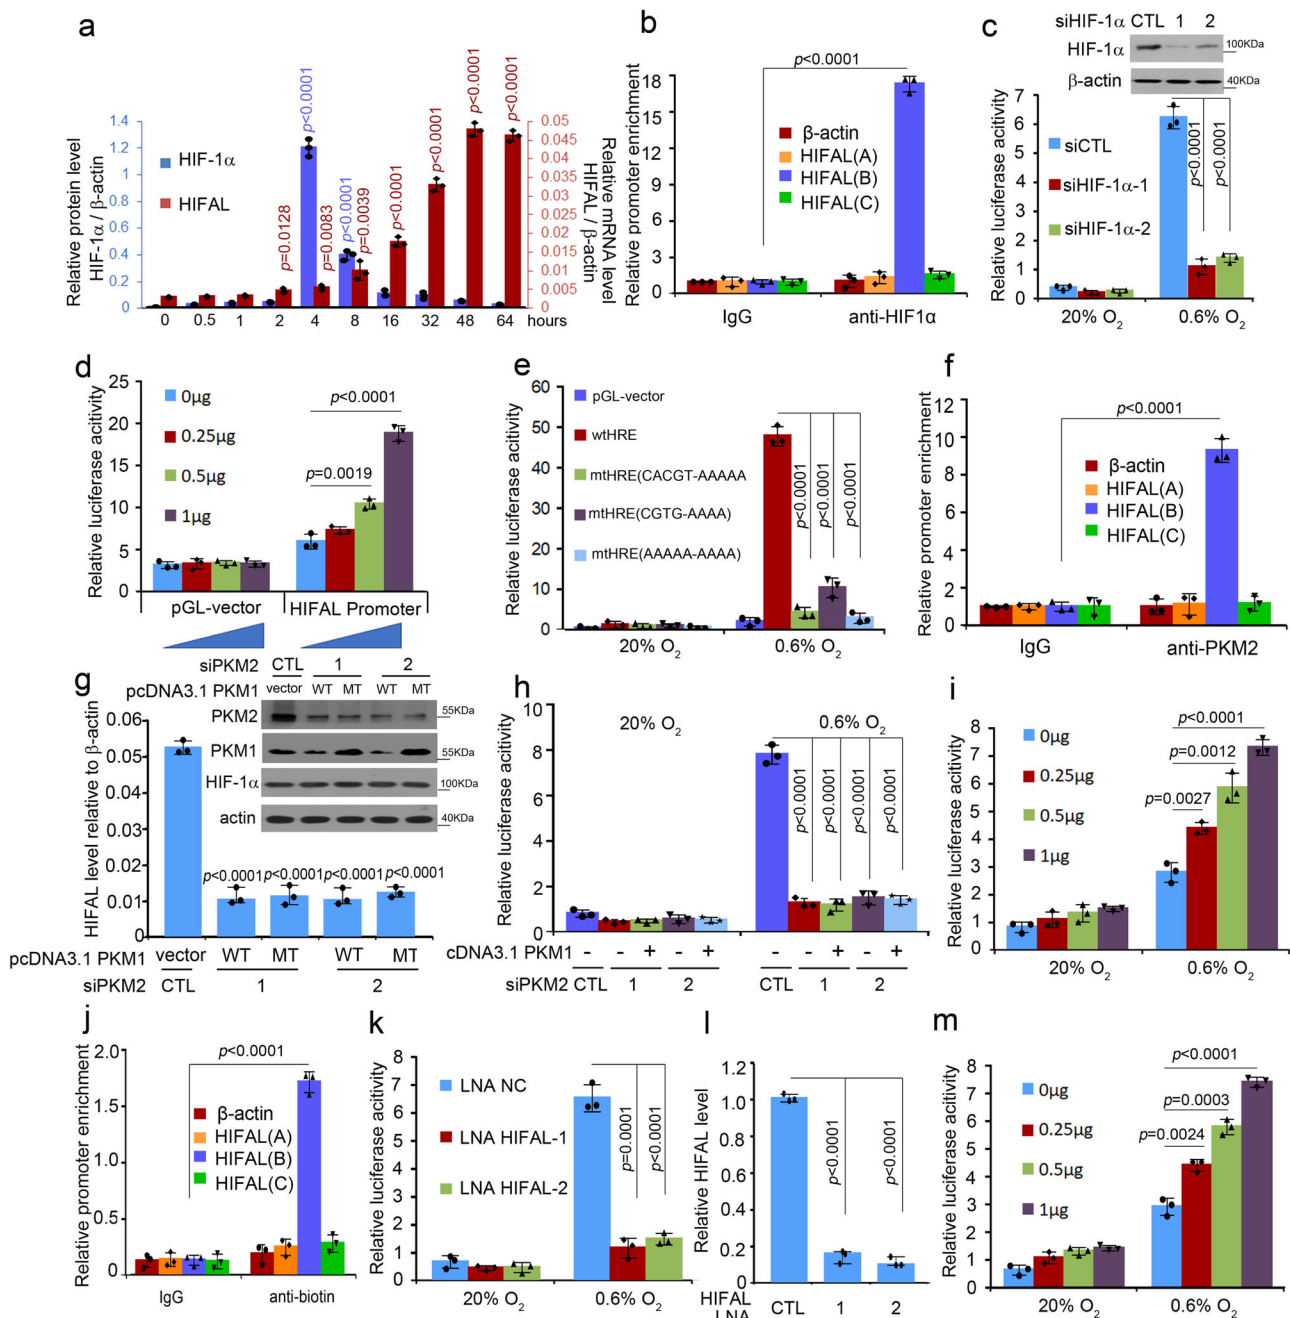 a
Relative protein level
HIF-1α / β-actin
1.4
1.2
1
0.8
0.6
0.4
0.2
0
HIF-1α
HIFAL
p=0.0128
p<0.0001
p=0.0083
p<0.0001
p=0.0039
p<0.0001
p<0.0001
p<0.0001
p<0.0001
0.05
0.045
0.04
0.035
0.03
0.025
0.02
0.015
0.01
0.005
0
Relative mRNA level
HIFAL / β-actin
0 0.5 1 2 4 8 16 32 48 64 hours
b
Relative promoter enrichment
18
15
12
9
6
3
0
p<0.0001
β-actin
HIFAL(A)
HIFAL(B)
HIFAL(C)
IgG anti-HIF1α
c
siHIF-1α CTL 1 2
HIF-1α 100KDa
β-actin 40KDa
Relative luciferase activity
7
6
5
4
3
2
1
0
siCTL
siHIF-1α-1
siHIF-1α-2
p<0.0001
p<0.0001
20% O2 0.6% O2
d
Relative luciferase acitivity
25
20
15
10
5
0
0μg
0.25μg
0.5μg
1μg
p<0.0001
p=0.0019
pGL-vector HIFAL Promoter
e
Relative luciferase acitivity
60
50
40
30
20
10
0
pGL-vector
wtHRE
mtHRE(CACGT-AAAAA
mtHRE(CGTG-AAAA)
mtHRE(AAAAA-AAAA)
p<0.0001
p<0.0001
p<0.0001
20% O2 0.6% O2
f
Relative promoter enrichment
12
10
8
6
4
2
0
p<0.0001
β-actin
HIFAL(A)
HIFAL(B)
HIFAL(C)
IgG anti-PKM2
g
siPKM2 CTL 1 2
pcDNA3.1 PKM1 vector WT MT WT MT
PKM2 55KDa
PKM1 55KDa
HIF-1α 100KDa
actin 40KDa
HIFAL level relative to β-actin
0.06
0.05
0.04
0.03
0.02
0.01
0
p<0.0001 p<0.0001 p<0.0001 p<0.0001
pcDNA3.1 PKM1 vector WT MT WT MT
siPKM2 CTL 1 2
h
Relative luciferase activity
10
8
6
4
2
0
20% O2 0.6% O2
p<0.0001
p<0.0001
p<0.0001
p<0.0001
cDNA3.1 PKM1 - - + - + - - + - +
siPKM2 CTL 1 2 CTL 1 2
i
Relative luciferase activity
8
7
6
5
4
3
2
1
0
0μg
0.25μg
0.5μg
1μg
p<0.0001
p=0.0012
p=0.0027
20% O2 0.6% O2
j
Relative promoter enrichment
2.0
1.5
1.0
0.5
0
p<0.0001
β-actin
HIFAL(A)
HIFAL(B)
HIFAL(C)
IgG anti-biotin
k
Relative luciferase activity
8
7
6
5
4
3
2
1
0
LNA NC
LNA HIFAL-1
LNA HIFAL-2
p=0.0001
p<0.0001
20% O2 0.6% O2
l
Relative HIFAL level
1.2
1.0
0.8
0.6
0.4
0.2
0
p<0.0001
p<0.0001
HIFAL
LNA
CTL 1 2
m
Relative luciferase activity
8
7
6
5
4
3
2
1
0
0μg
0.25μg
0.5μg
1μg
p<0.0001
p=0.0003
p=0.0024
20% O2 0.6% O2